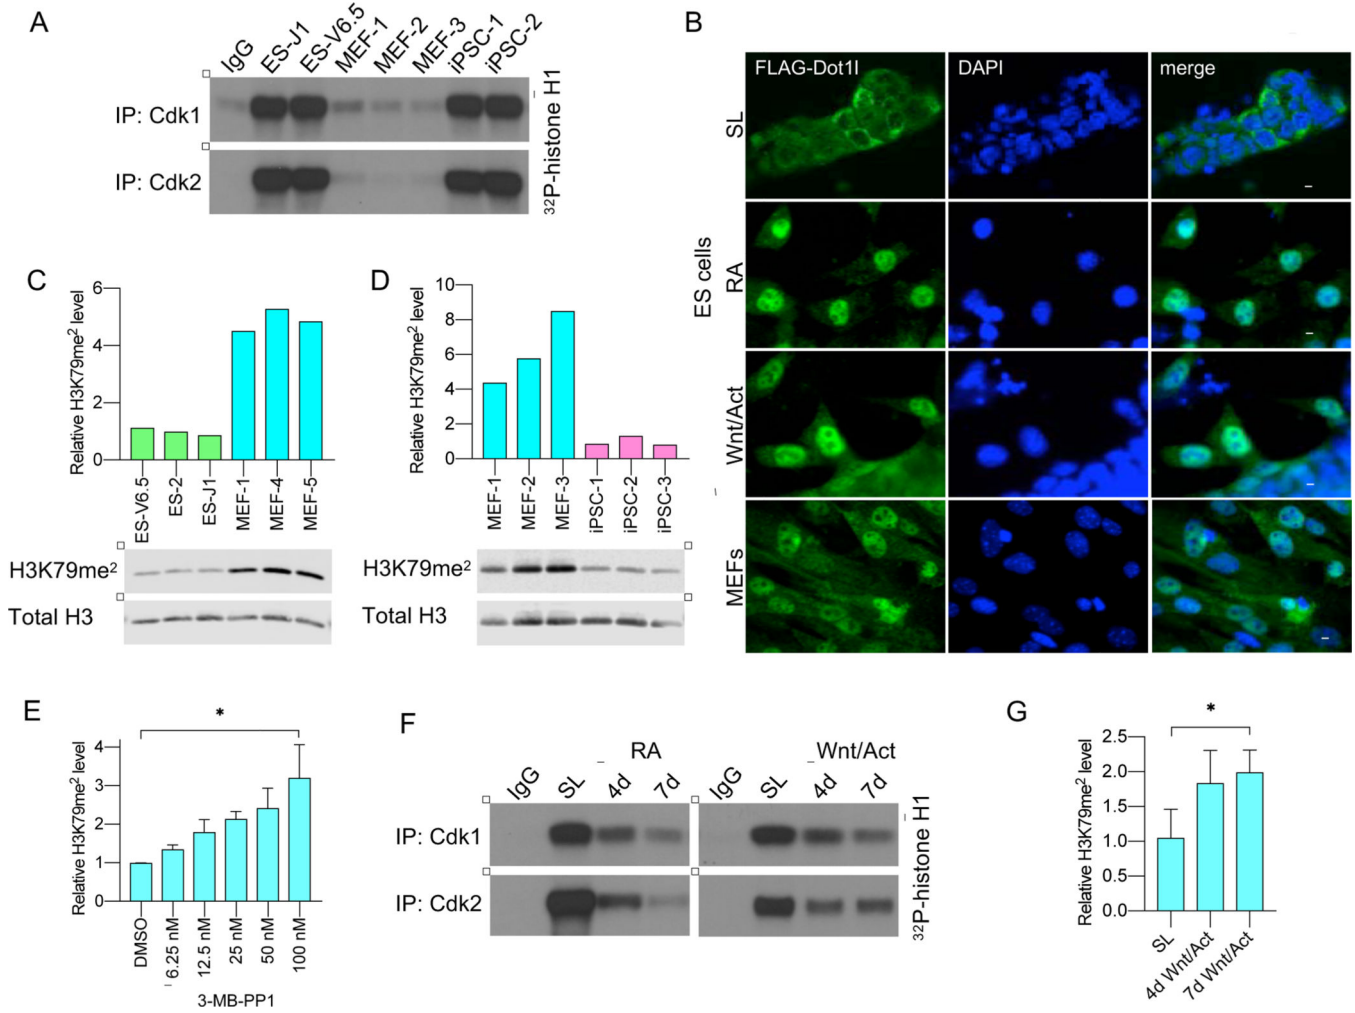 A
IgG
ES-J1
ES-V6.5
MEF-1
MEF-2
MEF-3
iPSC-1
iPSC-2
IP: Cdk1
IP: Cdk2
³²P-histone H1
B
FLAG-Dot1l
DAPI
merge
SL
ES cells
RA
Wnt/Act
MEFs
C
Relative H3K79me² level
6
4
2
0
ES-V6.5
ES-2
ES-J1
MEF-1
MEF-4
MEF-5
H3K79me²
Total H3
D
Relative H3K79me² level
10
8
6
4
2
0
MEF-1
MEF-2
MEF-3
iPSC-1
iPSC-2
iPSC-3
H3K79me²
Total H3
E
*
Relative H3K79me² level
4
3
2
1
0
DMSO
6.25 nM
12.5 nM
25 nM
50 nM
100 nM
3-MB-PP1
F
RA
Wnt/Act
IgG
SL
4d
7d
IgG
SL
4d
7d
IP: Cdk1
IP: Cdk2
³²P-histone H1
G
*
Relative H3K79me² level
2.5
2.0
1.5
1.0
0.5
0.0
SL
4d Wnt/Act
7d Wnt/Act